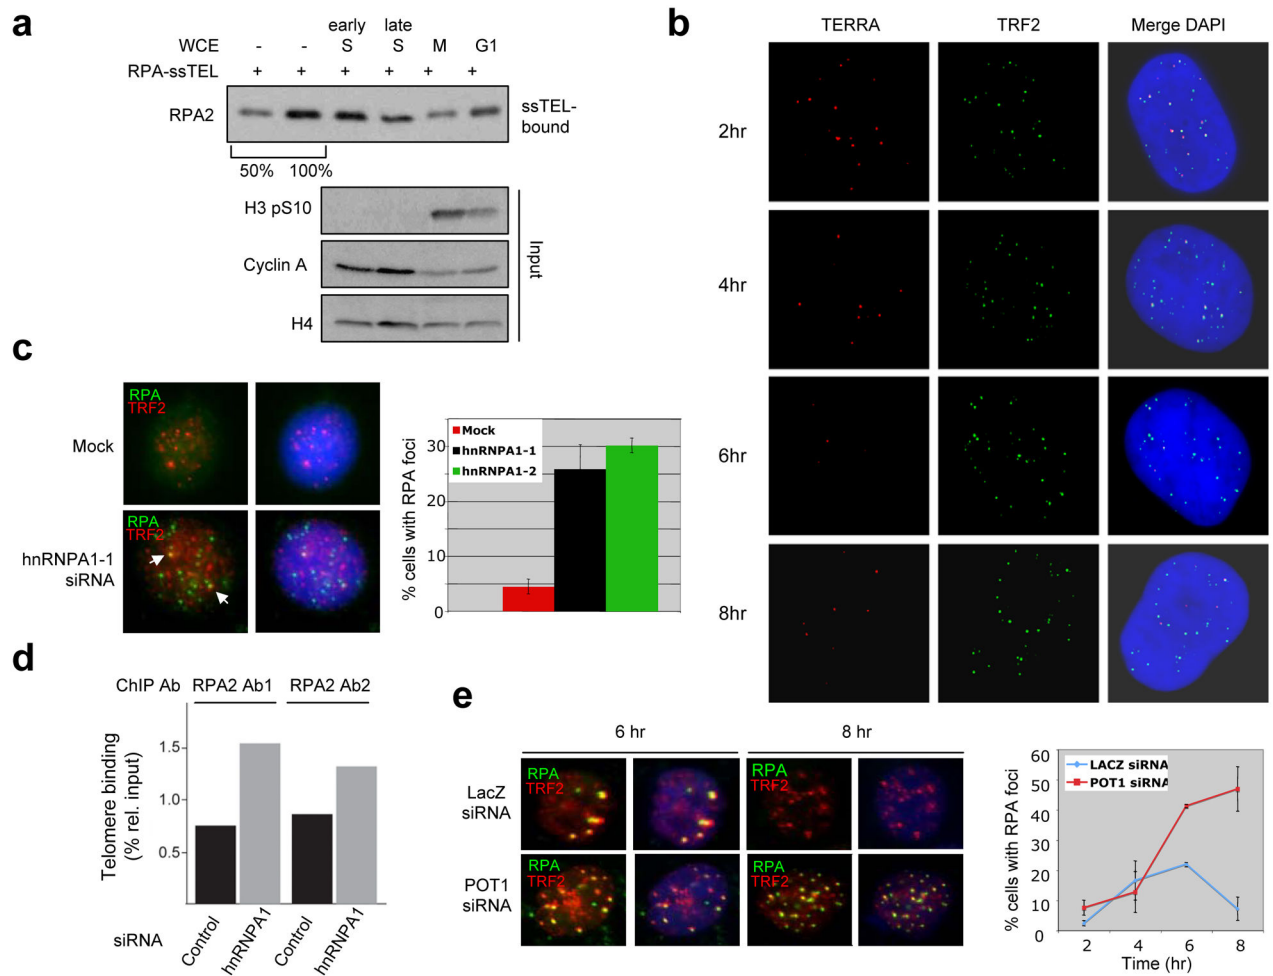 a
early late
WCE - - S S M G1
RPA-ssTEL + + + + + +
RPA2
ssTEL-
bound
50% 100%
H3 pS10
Cyclin A
H4
Input
b
TERRA TRF2 Merge DAPI
2hr
4hr
6hr
8hr
c
RPA
TRF2
Mock
RPA
TRF2
hnRNPA1-1
siRNA
% cells with RPA foci
30
20
10
0
Mock
hnRNPA1-1
hnRNPA1-2
d
ChIP Ab RPA2 Ab1 RPA2 Ab2
Telomere binding
(% rel. input)
1.5
1.0
0.5
siRNA
Control
hnRNPA1
Control
hnRNPA1
e
6 hr 8 hr
LacZ
siRNA
RPA
TRF2
RPA
TRF2
POT1
siRNA
RPA
TRF2
RPA
TRF2
% cells with RPA foci
60
50
40
30
20
10
0
LACZ siRNA
POT1 siRNA
2 4 6 8
Time (hr)